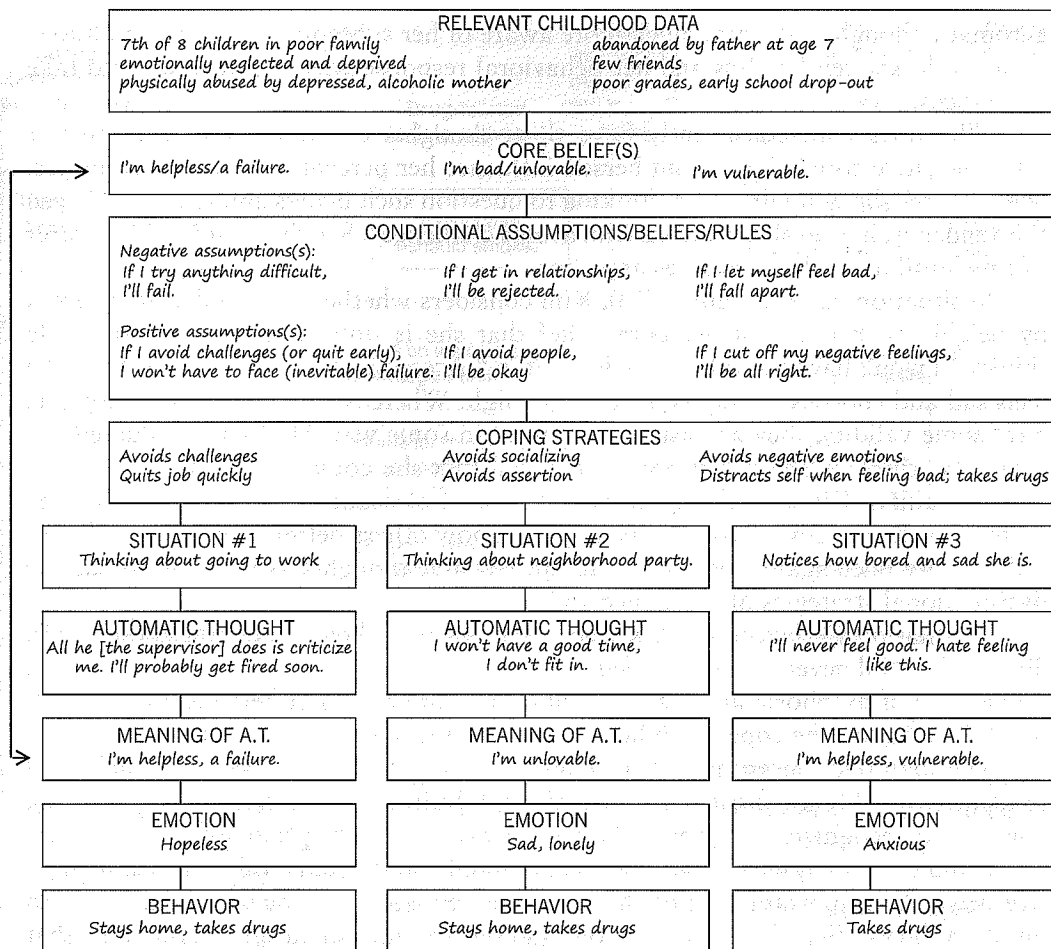 RELEVANT CHILDHOOD DATA
7th of 8 children in poor family
emotionally neglected and deprived
physically abused by depressed, alcoholic mother
abandoned by father at age 7
few friends
poor grades, early school drop-out
CORE BELIEF(S)
I'm helpless/a failure.
I'm bad/unlovable.
I'm vulnerable.
CONDITIONAL ASSUMPTIONS/BELIEFS/RULES
Negative assumptions(s):
If I try anything difficult,
I'll fail.
If I get in relationships,
I'll be rejected.
If I let myself feel bad,
I'll fall apart.
Positive assumptions(s):
If I avoid challenges (or quit early),
I won't have to face (inevitable) failure.
If I avoid people,
I'll be okay
If I cut off my negative feelings,
I'll be all right.
COPING STRATEGIES
Avoids challenges
Quits job quickly
Avoids socializing
Avoids assertion
Avoids negative emotions
Distracts self when feeling bad; takes drugs
SITUATION #1
Thinking about going to work
AUTOMATIC THOUGHT
All he [the supervisor] does is criticize
me. I'll probably get fired soon.
MEANING OF A.T.
I'm helpless, a failure.
EMOTION
Hopeless
BEHAVIOR
Stays home, takes drugs
SITUATION #2
Thinking about neighborhood party.
AUTOMATIC THOUGHT
I won't have a good time,
I don't fit in.
MEANING OF A.T.
I'm unlovable.
EMOTION
Sad, lonely
BEHAVIOR
Stays home, takes drugs
SITUATION #3
Notices how bored and sad she is.
AUTOMATIC THOUGHT
I'll never feel good. I hate feeling
like this.
MEANING OF A.T.
I'm helpless, vulnerable.
EMOTION
Anxious
BEHAVIOR
Takes drugs